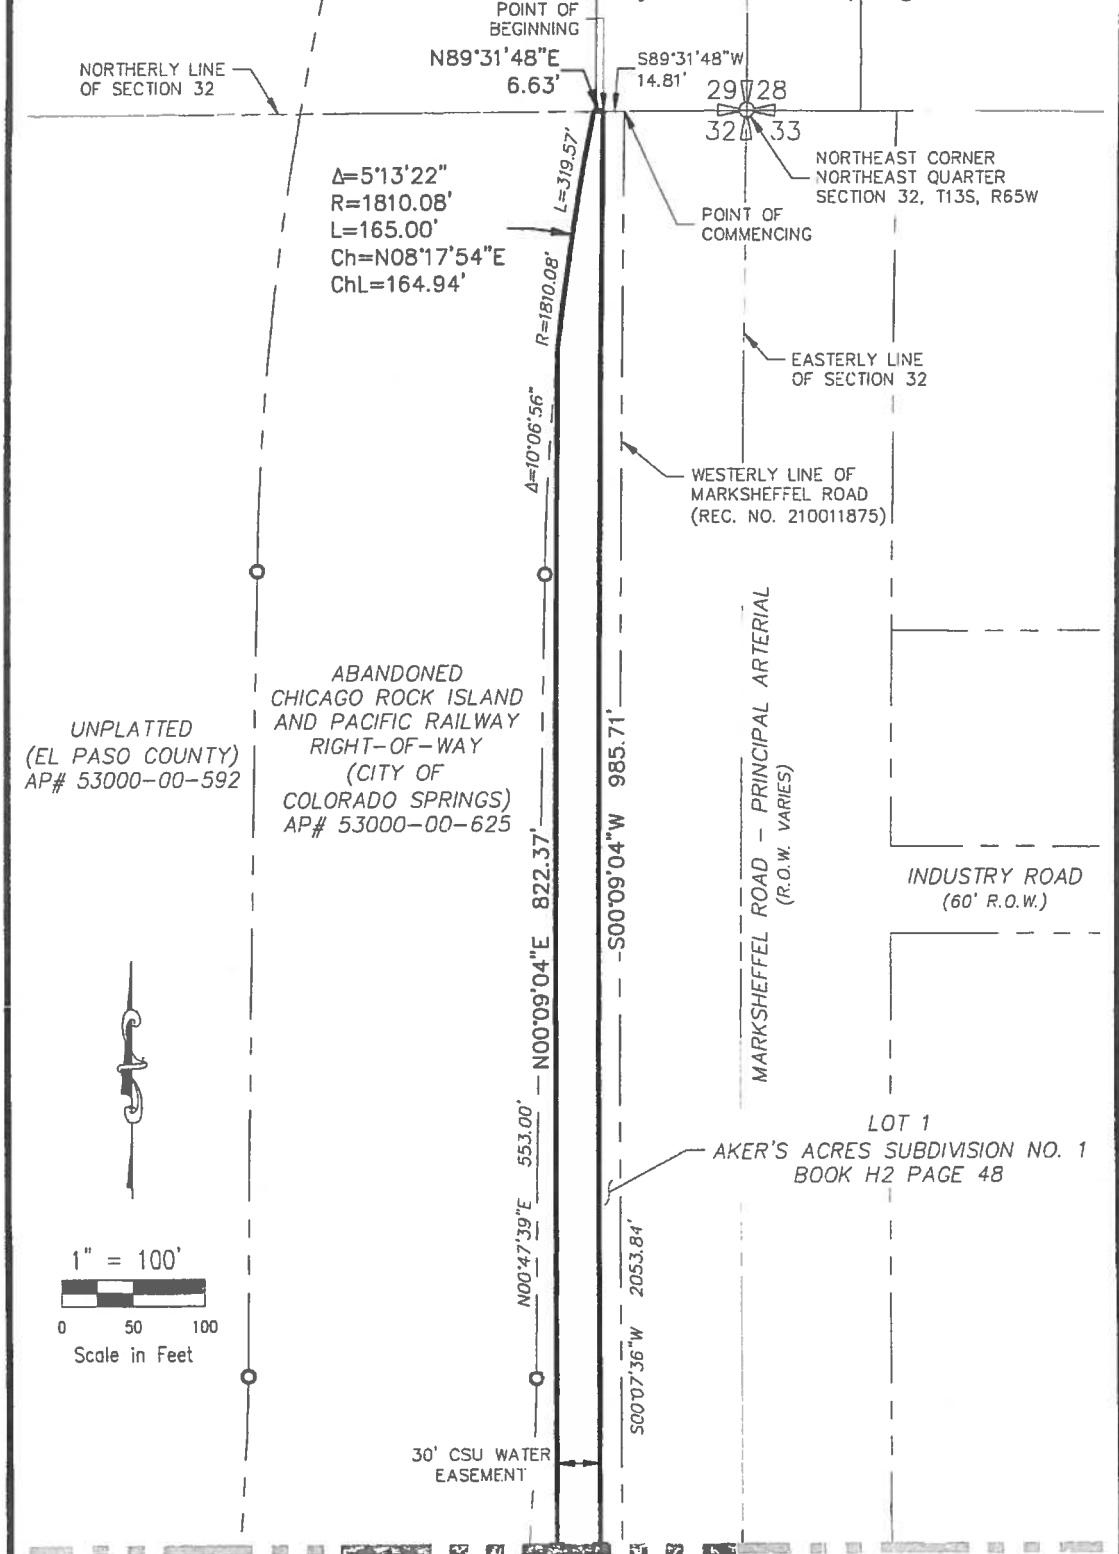 POINT OF
BEGINNING
N89°31'48"E
6.63'
S89°31'48"W
14.81'
NORTHERLY LINE
OF SECTION 32
29 28
32 33
NORTHEAST CORNER
NORTHEAST QUARTER
SECTION 32, T13S, R65W
Δ=5°13'22"
R=1810.08'
L=165.00'
Ch=N08°17'54"E
ChL=164.94'
L=319.57'
R=1810.08'
Δ=10°06'56"
POINT OF
COMMENCING
EASTERLY LINE
OF SECTION 32
WESTERLY LINE OF
MARKSHEFFEL ROAD
(REC. NO. 210011875)
ABANDONED
CHICAGO ROCK ISLAND
AND PACIFIC RAILWAY
RIGHT-OF-WAY
(CITY OF
COLORADO SPRINGS)
AP# 53000-00-625
UNPLATTED
(EL PASO COUNTY)
AP# 53000-00-592
N00°09'04"E 822.37'
S00°09'04"W 985.71'
MARKSHEFFEL ROAD - PRINCIPAL ARTERIAL
(R.O.W. VARIES)
INDUSTRY ROAD
(60' R.O.W.)
LOT 1
AKER'S ACRES SUBDIVISION NO. 1
BOOK H2 PAGE 48
N00°47'39"E 553.00'
S00°07'36"W 2053.84'
1" = 100'
0 50 100
Scale in Feet
30' CSU WATER
EASEMENT